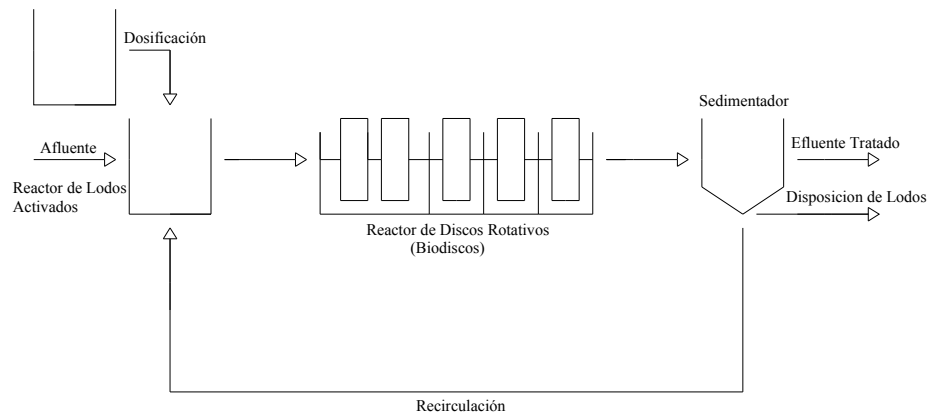 Dosificación
Sedimentador
Afluente
Efluente Tratado
Reactor de Lodos
Activados
Disposicion de Lodos
Reactor de Discos Rotativos
(Biodiscos)
Recirculación